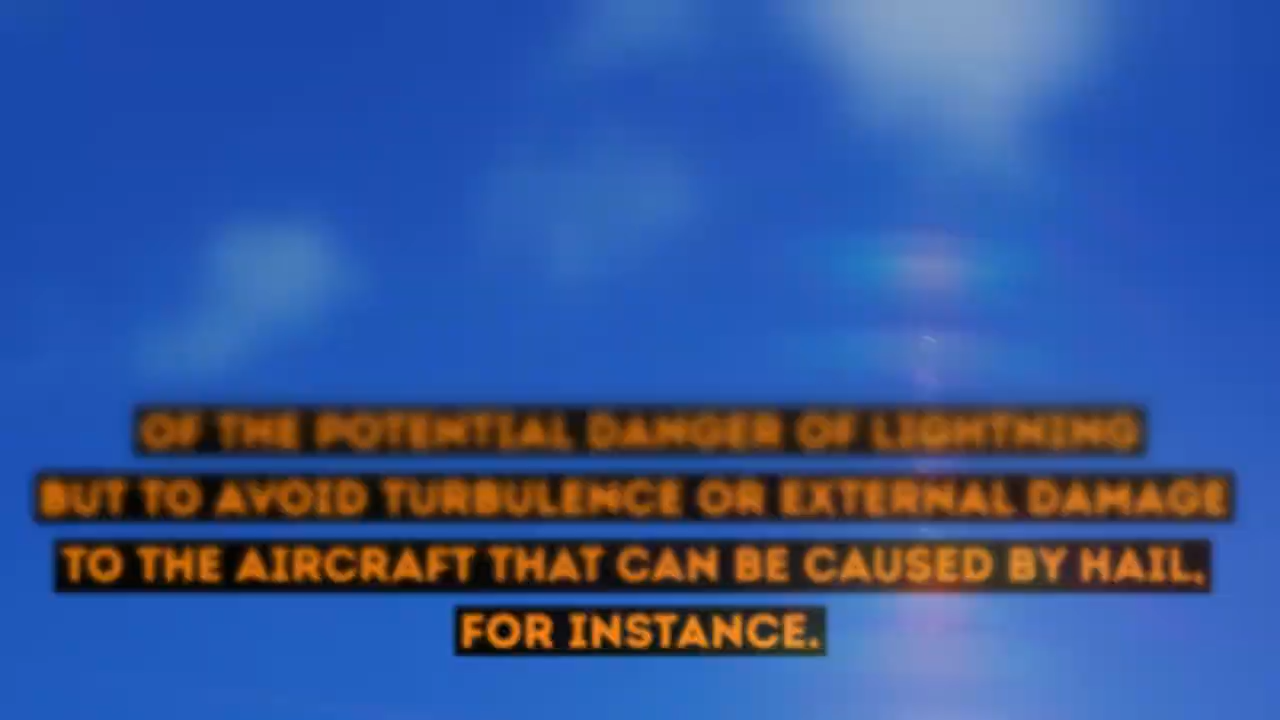 OF THE POTENTIAL DANGER OF LIGHTNING
BUT TO AVOID TURBULENCE OR EXTERNAL DAMAGE
TO THE AIRCRAFT THAT CAN BE CAUSED BY HAIL,
FOR INSTANCE.